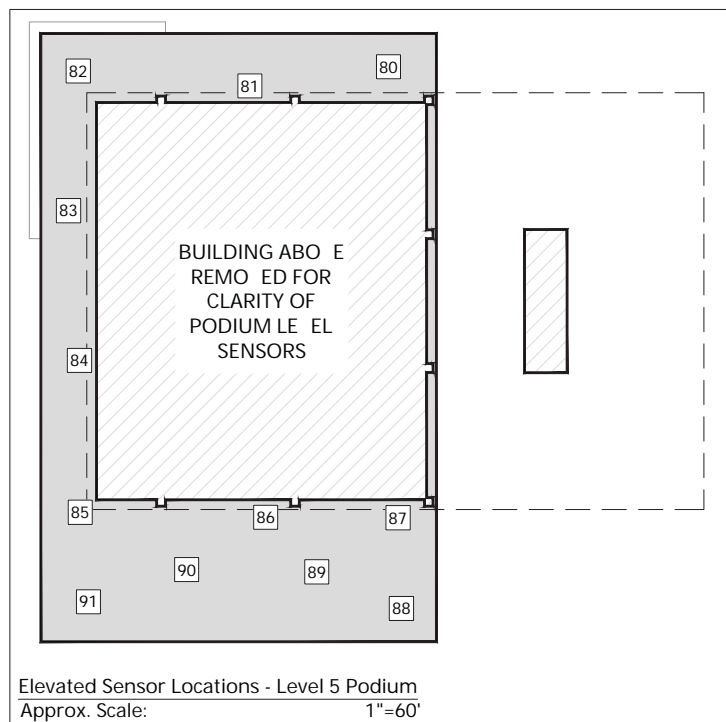 82
80
81
83
BUILDING ABO E
REMO ED FOR
CLARITY OF
PODIUM LE EL
SENSORS
84
85
86
87
90
89
91
88
Elevated Sensor Locations - Level 5 Podium
Approx. Scale: 1"=60'